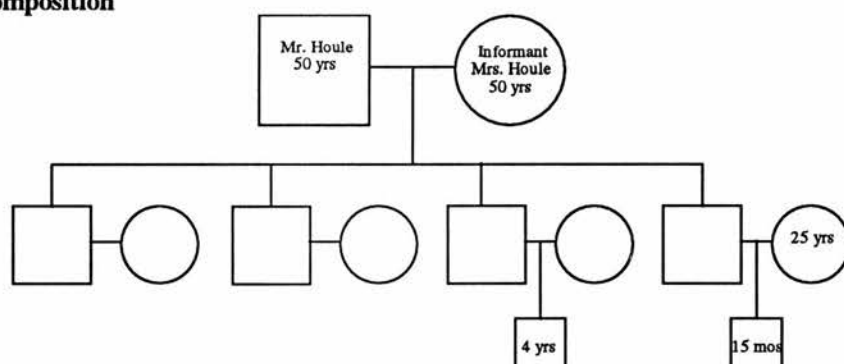 omposition
Mr. Houle
50 yrs
Informant
Mrs. Houle
50 yrs
25 yrs
4 yrs
15 mos